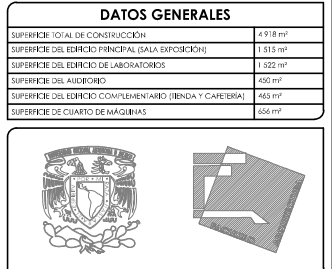 DATOS GENERALES
SUPERFICIE TOTAL DE CONSTRUCCIÓN 4 918 m²
SUPERFICIE DEL EDIFICIO PRINCIPAL (SALA EXPOSICIÓN) 1 515 m²
SUPERFICIE DEL EDIFICIO DE LABORATORIOS 1 522 m²
SUPERFICIE DEL AUDITORIO 450 m²
SUPERFICIE DEL EDIFICIO COMPLEMENTARIO (TIENDA Y CAFETERÍA) 465 m²
SUPERFICIE DE CUARTO DE MÁQUINAS 656 m²